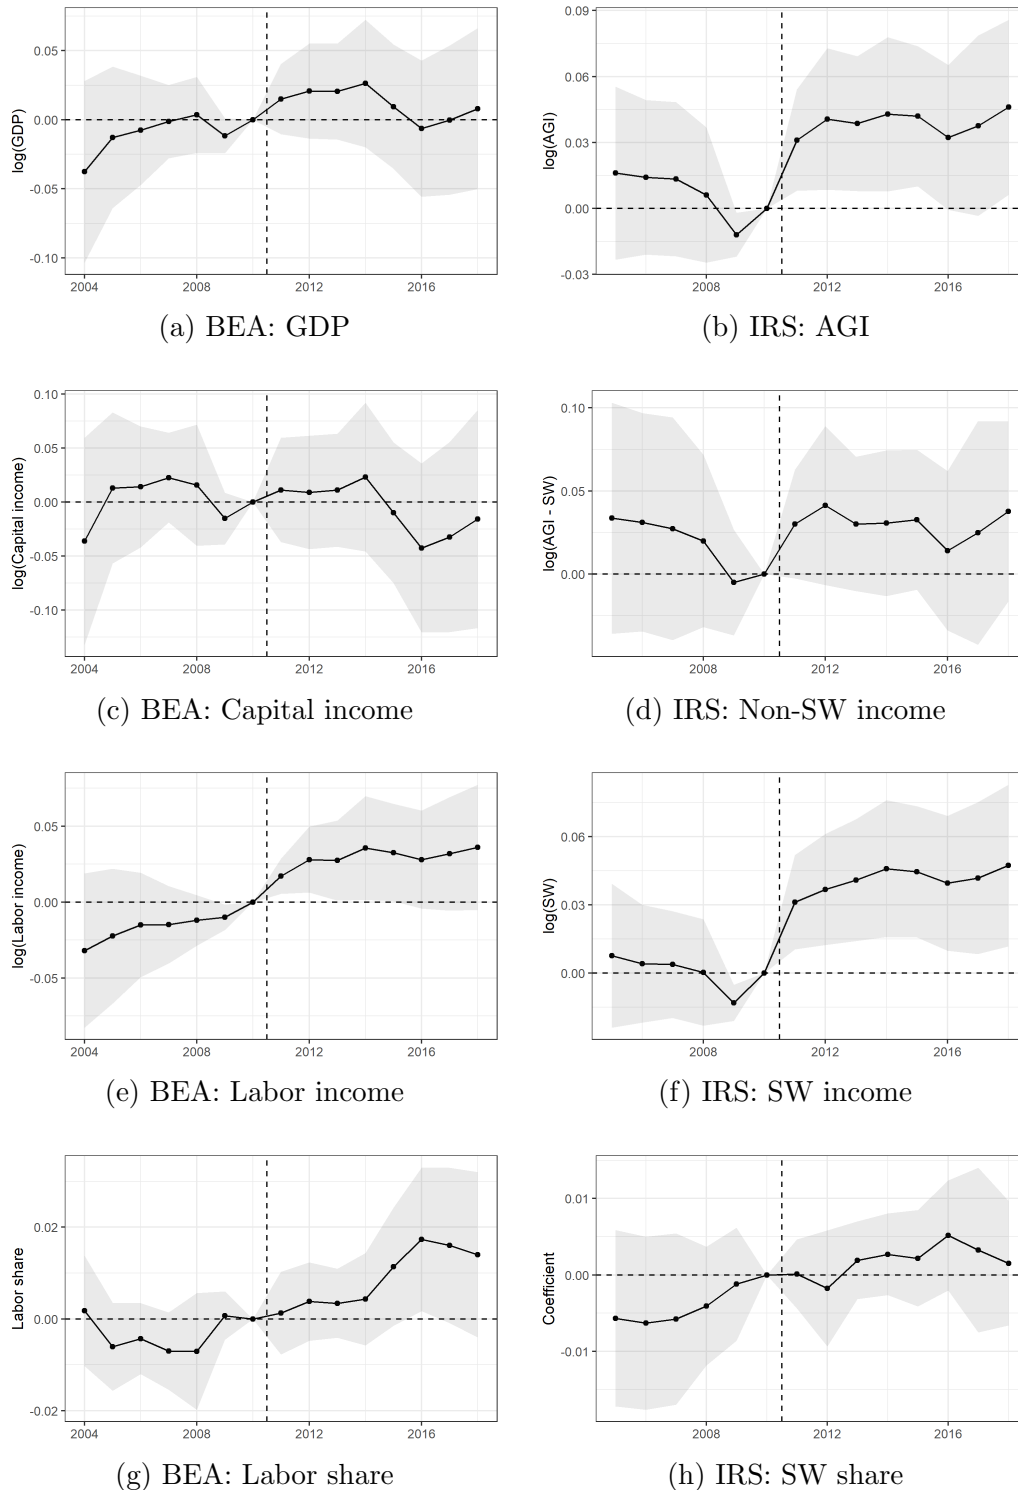 0.05
0.00
-0.05
-0.10
log(GDP)
2004 2008 2012 2016
(a) BEA: GDP
0.09
0.06
0.03
0.00
-0.03
log(AGI)
2008 2012 2016
(b) IRS: AGI
0.10
0.05
0.00
-0.05
-0.10
log(Capital income)
2004 2008 2012 2016
(c) BEA: Capital income
0.10
0.05
0.00
log(AGI - SW)
2008 2012 2016
(d) IRS: Non-SW income
0.05
0.00
-0.05
log(Labor income)
2004 2008 2012 2016
(e) BEA: Labor income
0.06
0.03
0.00
log(SW)
2008 2012 2016
(f) IRS: SW income
0.02
0.00
-0.02
Labor share
2004 2008 2012 2016
(g) BEA: Labor share
0.01
0.00
-0.01
Coefficient
2008 2012 2016
(h) IRS: SW share